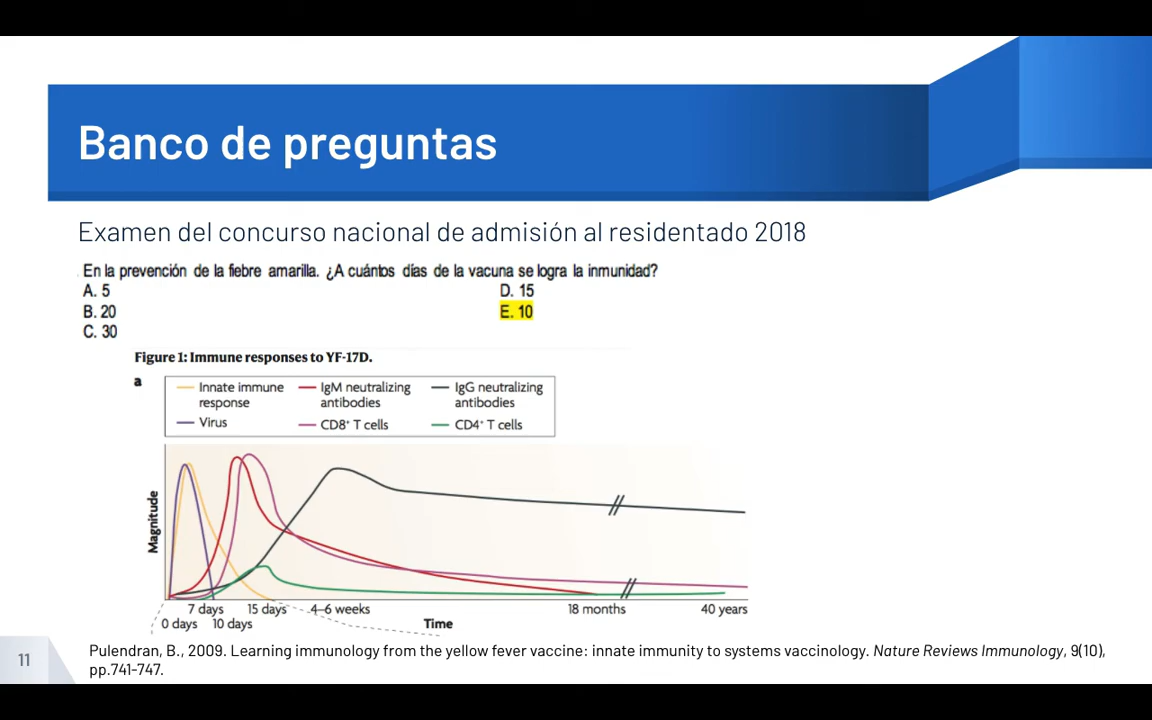 Banco de preguntas
Examen del concurso nacional de admisión al residentado 2018
En la prevención de la fiebre amarilla. ¿A cuántos días de la vacuna se logra la inmunidad?
A. 5
B. 20
C. 30
D. 15
E. 10
Figure 1: Immune responses to YF-17D.
a
Innate immune
response
Virus
IgM neutralizing
antibodies
CD8⁺ T cells
IgG neutralizing
antibodies
CD4⁺ T cells
Magnitude
7 days 15 days 4–6 weeks 18 months 40 years
0 days 10 days
Time
11
Pulendran, B., 2009. Learning immunology from the yellow fever vaccine: innate immunity to systems vaccinology. Nature Reviews Immunology, 9(10),
pp.741-747.